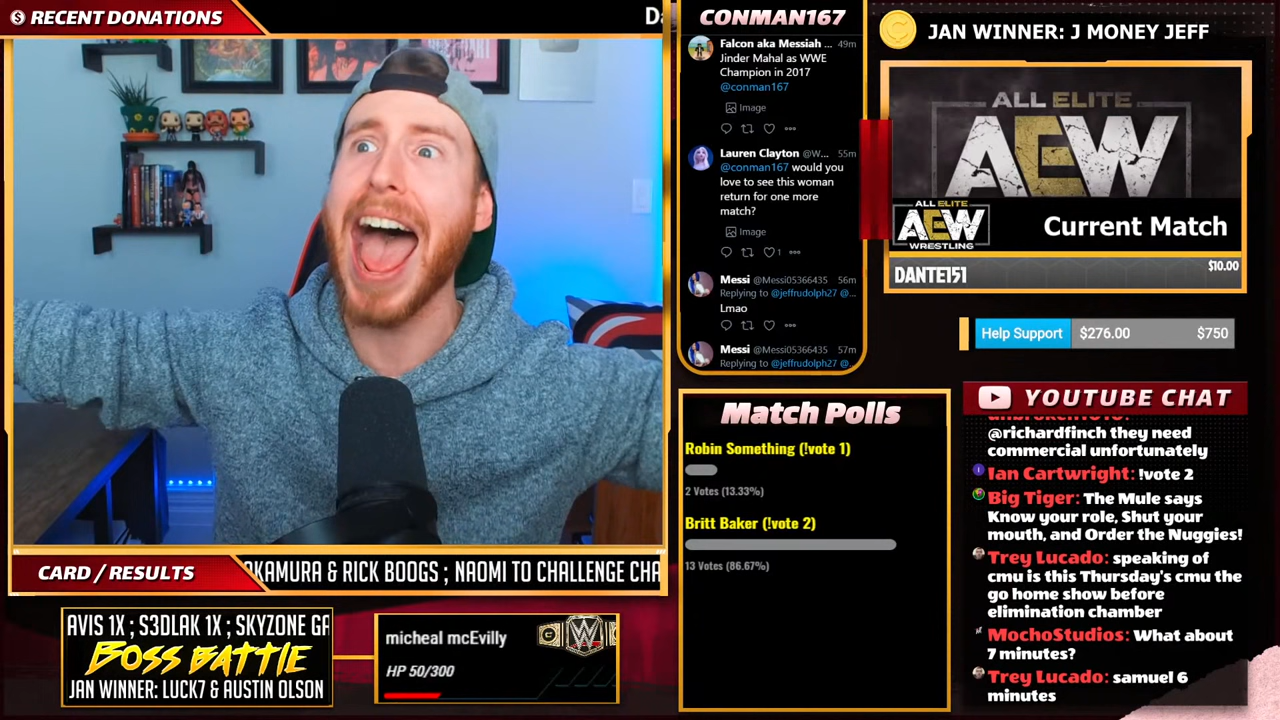 RECENT DONATIONS
CONMAN167
Falcon aka Messiah ... 49m
Jinder Mahal as WWE
Champion in 2017
@conman167
Image
Lauren Clayton @W... 55m
@conman167 would you
love to see this woman
return for one more
match?
Image
1
Messi @Messi05366435 56m
Replying to @jeffrudolph27 @...
Lmao
Messi @Messi05366435 57m
Replying to @jeffrudolph27 @...
JAN WINNER: J MONEY JEFF
ALL ELITE
AEW
ALL ELITE
AEW
WRESTLING
Current Match
DANTE151
$10.00
Help Support $276.00 $750
Match Polls
Robin Something (!vote 1)
2 Votes (13.33%)
Britt Baker (!vote 2)
13 Votes (86.67%)
YOUTUBE CHAT
@richardfinch they need
commercial unfortunately
Ian Cartwright: !vote 2
Big Tiger: The Mule says
Know your role, Shut your
mouth, and Order the Nuggies!
Trey Lucado: speaking of
cmu is this Thursday's cmu the
go home show before
elimination chamber
MochoStudios: What about
7 minutes?
Trey Lucado: samuel 6
minutes
CARD / RESULTS
AKAMURA & RICK BOOGS ; NAOMI TO CHALLENGE CHA
AVIS 1X ; S3DLAK 1X ; SKYZONE GA
BOSS BATTLE
JAN WINNER: LUCK7 & AUSTIN OLSON
micheal mcEvilly
HP 50/300